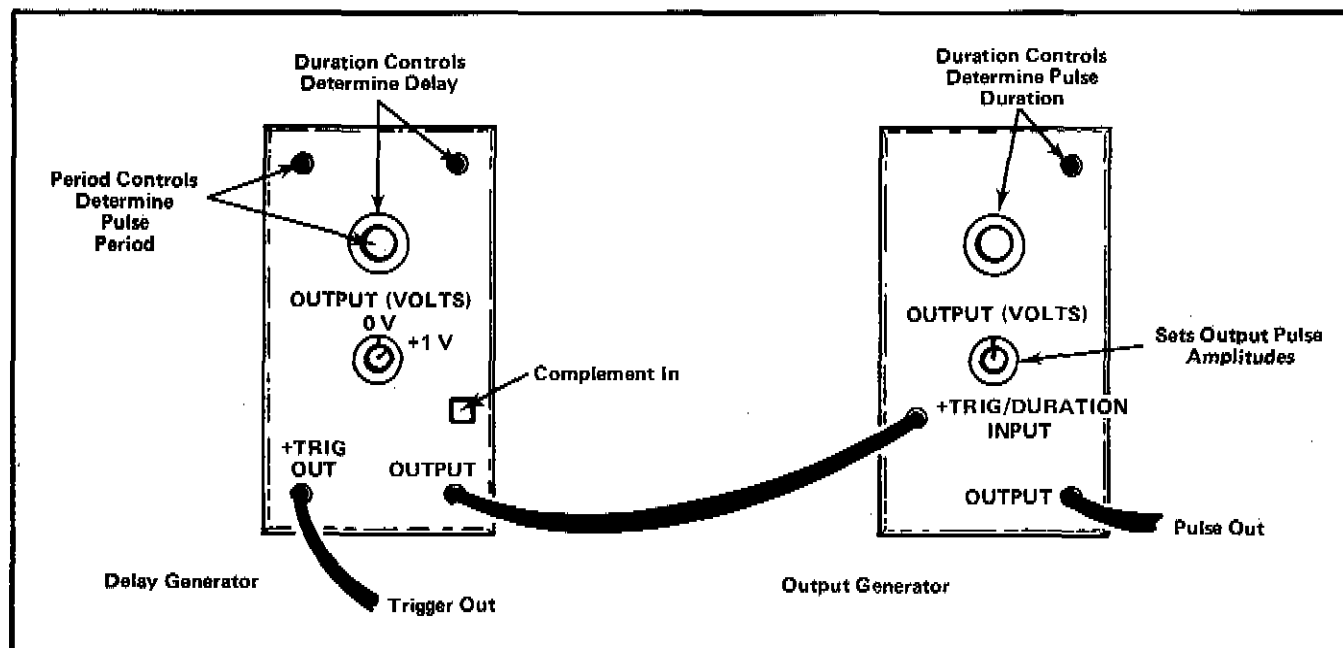 Duration Controls
Determine Delay
Duration Controls
Determine Pulse
Duration
Period Controls
Determine
Pulse
Period
OUTPUT (VOLTS)
0 V
+1 V
OUTPUT (VOLTS)
Sets Output Pulse
Amplitudes
Complement In
+TRIG/DURATION
INPUT
+TRIG
OUT
OUTPUT
OUTPUT
Pulse Out
Delay Generator
Trigger Out
Output Generator